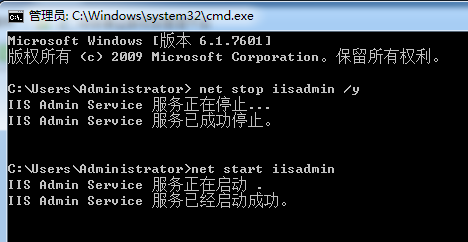 管理员: C:\Windows\system32\cmd.exe
Microsoft Windows [版本 6.1.7601]
版权所有 (c) 2009 Microsoft Corporation。保留所有权利。
C:\Users\Administrator> net stop iisadmin /y
IIS Admin Service 服务正在停止...
IIS Admin Service 服务已成功停止。
C:\Users\Administrator>net start iisadmin
IIS Admin Service 服务正在启动 .
IIS Admin Service 服务已经启动成功。